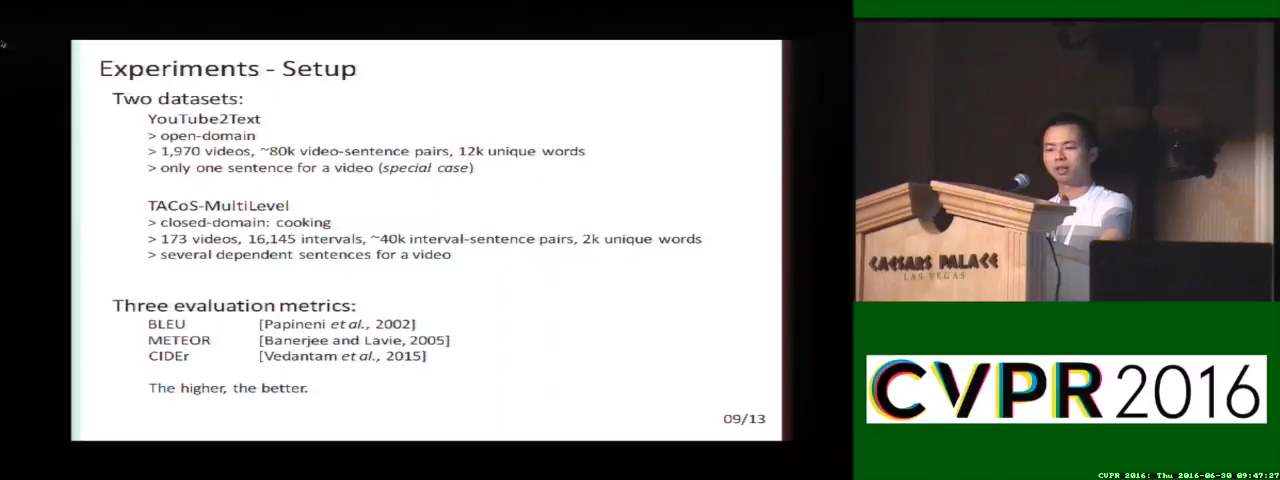 Experiments - Setup
Two datasets:
YouTube2Text
> open-domain
> 1,970 videos, ~80k video-sentence pairs, 12k unique words
> only one sentence for a video (special case)
TACoS-MultiLevel
> closed-domain: cooking
> 173 videos, 16,145 intervals, ~40k interval-sentence pairs, 2k unique words
> several dependent sentences for a video
Three evaluation metrics:
BLEU [Papineni et al., 2002]
METEOR [Banerjee and Lavie, 2005]
CIDEr [Vedantam et al., 2015]
The higher, the better.
09/13
CAESARS PALACE
LAS VEGAS
CVPR 2016
CVPR 2016: Thu 2016-06-30 09:47:27